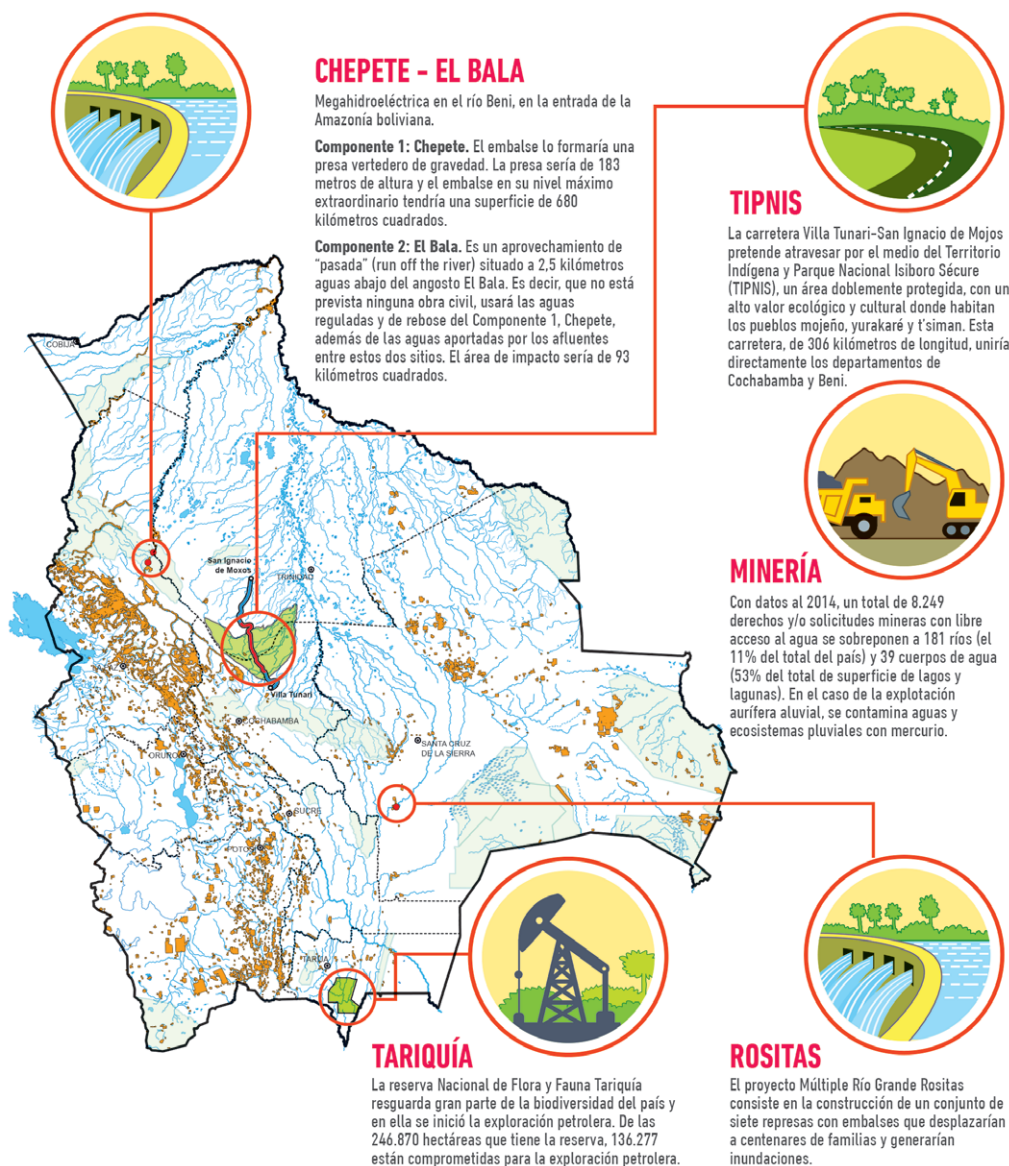 CHEPETE - EL BALA
Megahidroeléctrica en el río Beni, en la entrada de la
Amazonía boliviana.
Componente 1: Chepete. El embalse lo formaría una
presa vertedero de gravedad. La presa sería de 183
metros de altura y el embalse en su nivel máximo
extraordinario tendría una superficie de 680
kilómetros cuadrados.
Componente 2: El Bala. Es un aprovechamiento de
"pasada" (run off the river) situado a 2,5 kilómetros
aguas abajo del angosto El Bala. Es decir, que no está
prevista ninguna obra civil, usará las aguas
reguladas y de rebose del Componente 1, Chepete,
además de las aguas aportadas por los afluentes
entre estos dos sitios. El área de impacto sería de 93
kilómetros cuadrados.
TIPNIS
La carretera Villa Tunari-San Ignacio de Mojos
pretende atravesar por el medio del Territorio
Indígena y Parque Nacional Isiboro Sécure
(TIPNIS), un área doblemente protegida, con un
alto valor ecológico y cultural donde habitan
los pueblos mojeño, yurakaré y t'siman. Esta
carretera, de 306 kilómetros de longitud, uniría
directamente los departamentos de
Cochabamba y Beni.
MINERÍA
Con datos al 2014, un total de 8.249
derechos y/o solicitudes mineras con libre
acceso al agua se sobreponen a 181 ríos (el
11% del total del país) y 39 cuerpos de agua
(53% del total de superficie de lagos y
lagunas). En el caso de la explotación
aurífera aluvial, se contamina aguas y
ecosistemas pluviales con mercurio.
COBIJA
San Ignacio
de Moxos
TRINIDAD
Villa Tunari
COCHABAMBA
SANTA CRUZ
DE LA SIERRA
ORURO
SUCRE
POTOSÍ
TARIJA
TARIQUÍA
La reserva Nacional de Flora y Fauna Tariquía
resguarda gran parte de la biodiversidad del país y
en ella se inició la exploración petrolera. De las
246.870 hectáreas que tiene la reserva, 136.277
están comprometidas para la exploración petrolera.
ROSITAS
El proyecto Múltiple Río Grande Rositas
consiste en la construcción de un conjunto de
siete represas con embalses que desplazarían
a centenares de familias y generarían
inundaciones.